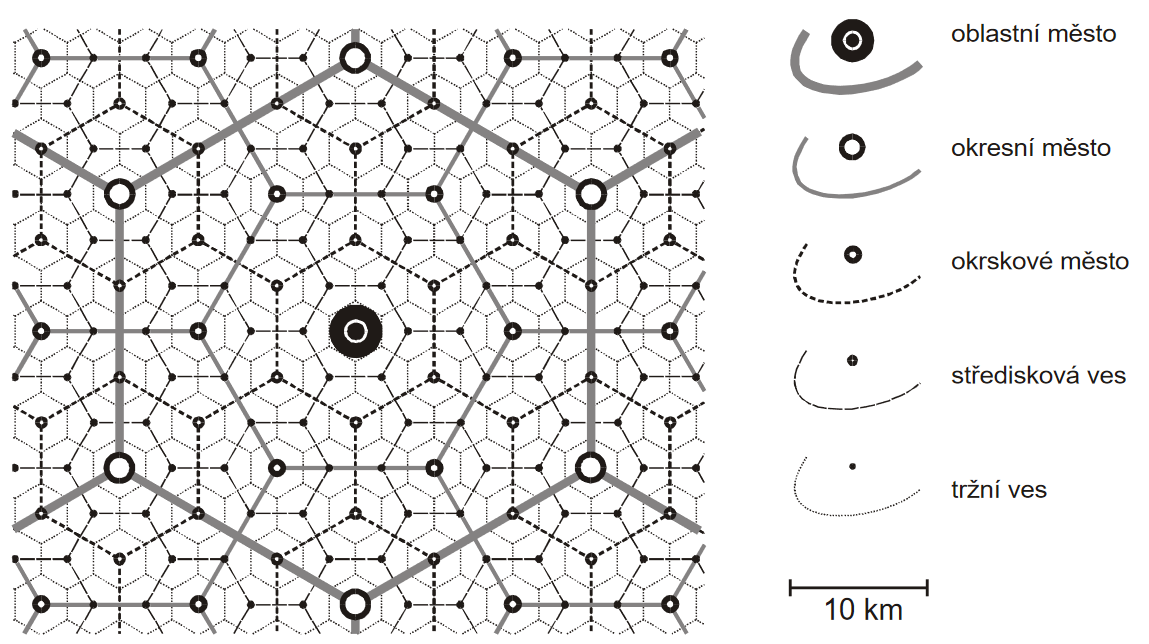 oblastní město
okresní město
okrskové město
středisková ves
tržní ves
10 km